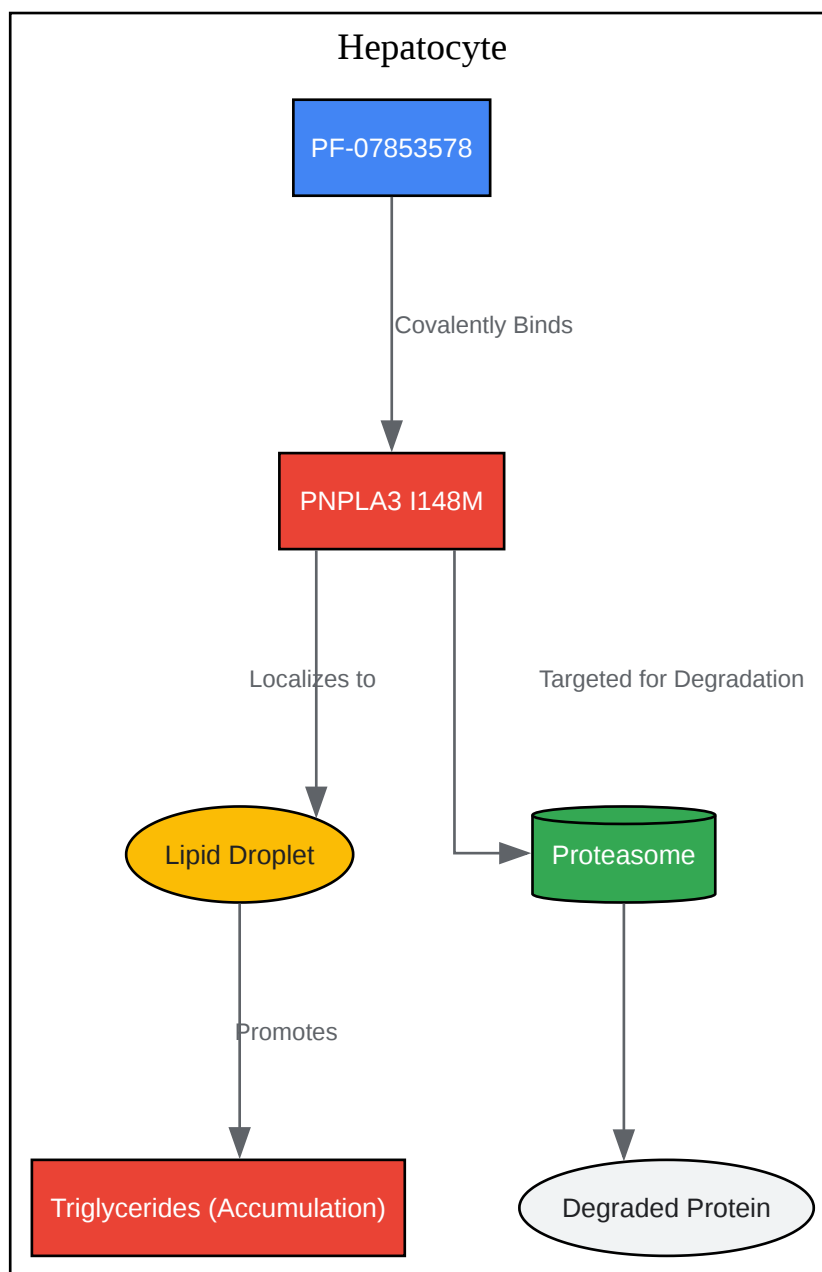 Hepatocyte
PF-07853578
Covalently Binds
PNPLA3 I148M
Localizes to
Targeted for Degradation
Lipid Droplet
Proteasome
Promotes
Triglycerides (Accumulation)
Degraded Protein